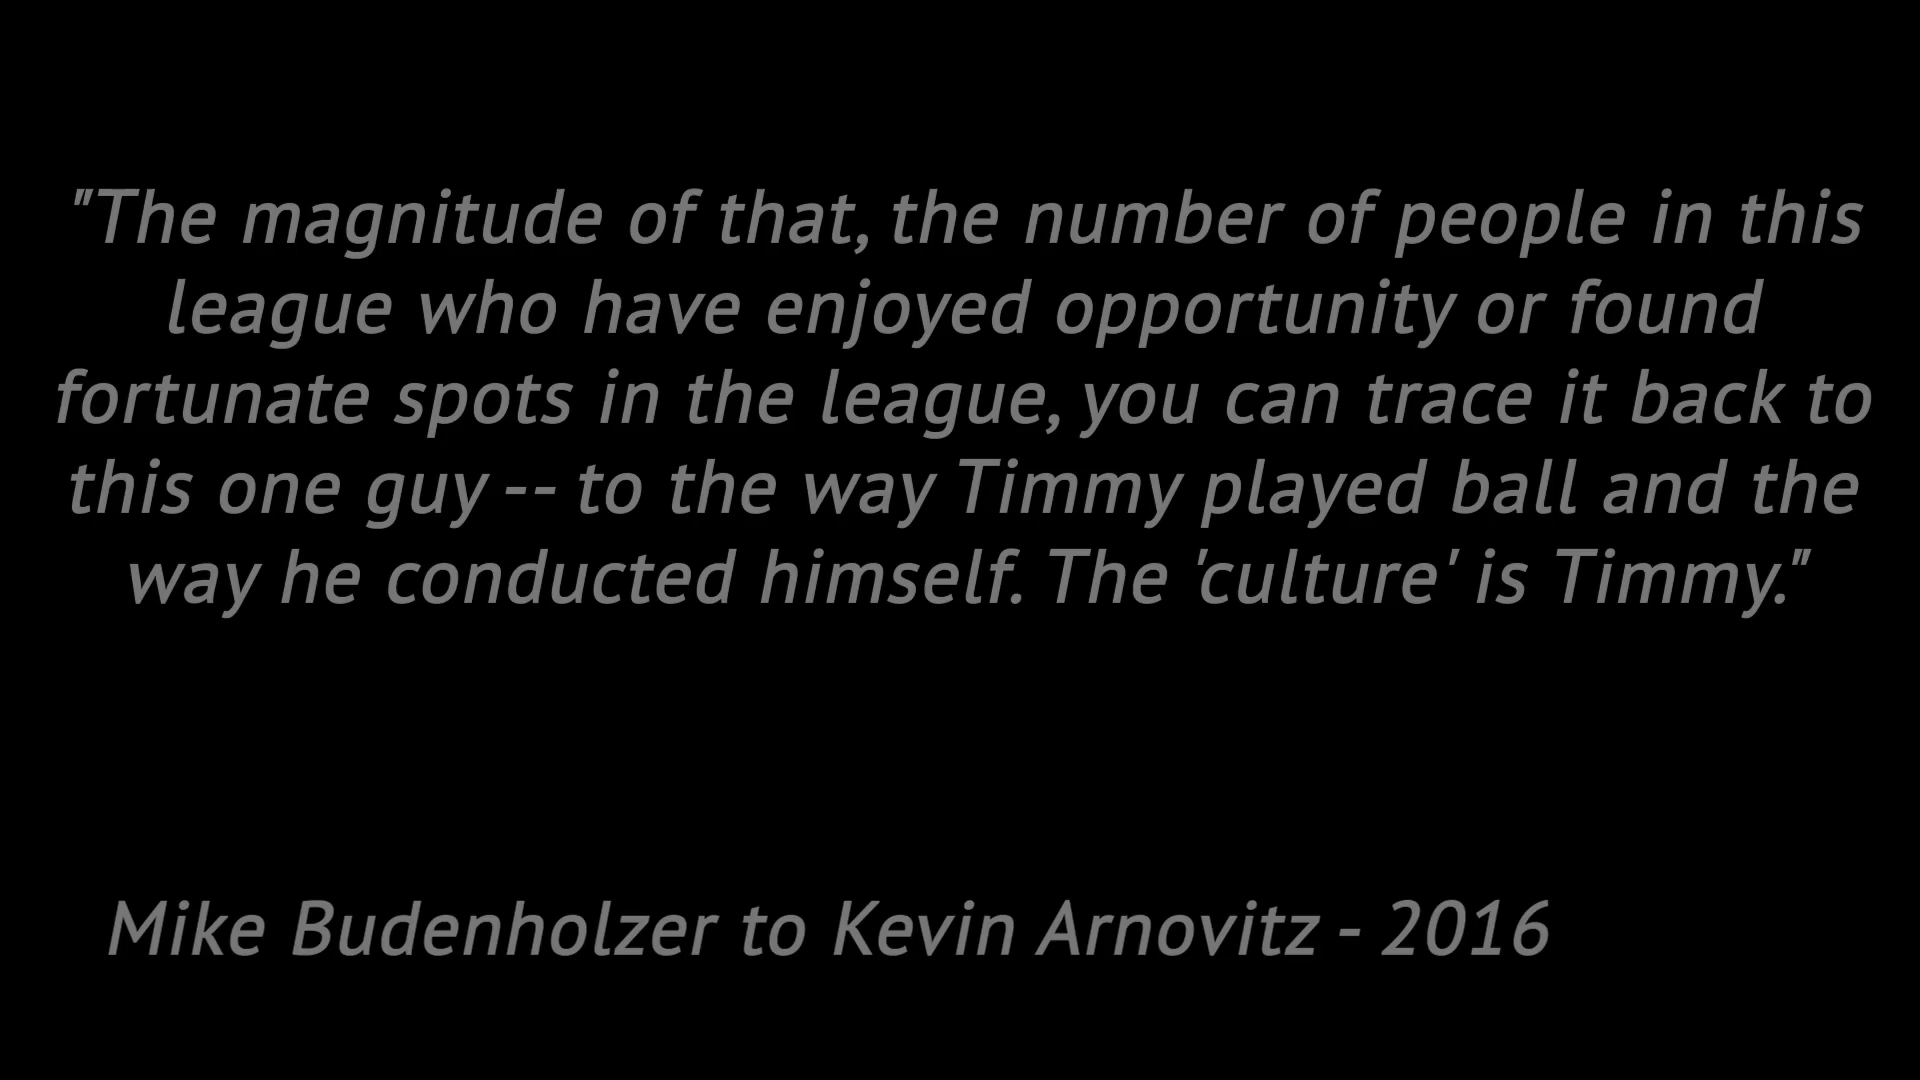 "The magnitude of that, the number of people in this
league who have enjoyed opportunity or found
fortunate spots in the league, you can trace it back to
this one guy -- to the way Timmy played ball and the
way he conducted himself. The 'culture' is Timmy."
Mike Budenholzer to Kevin Arnovitz - 2016